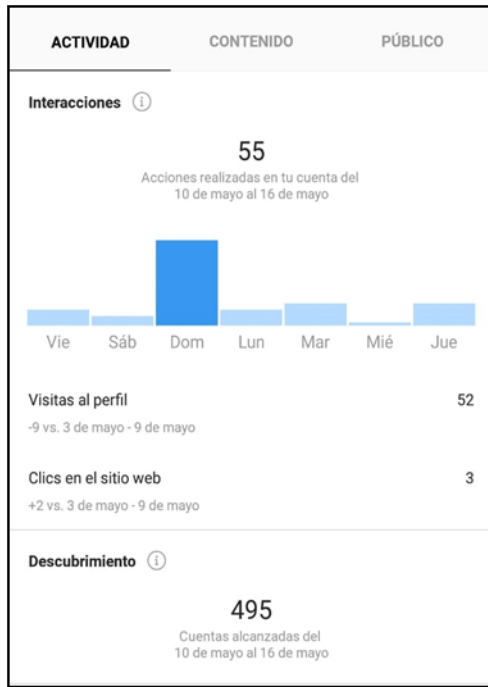 ACTIVIDAD CONTENIDO PÚBLICO
Interacciones
55
Acciones realizadas en tu cuenta del
10 de mayo al 16 de mayo
Vie Sáb Dom Lun Mar Mié Jue
Visitas al perfil 52
-9 vs. 3 de mayo - 9 de mayo
Clics en el sitio web 3
+2 vs. 3 de mayo - 9 de mayo
Descubrimiento
495
Cuentas alcanzadas del
10 de mayo al 16 de mayo